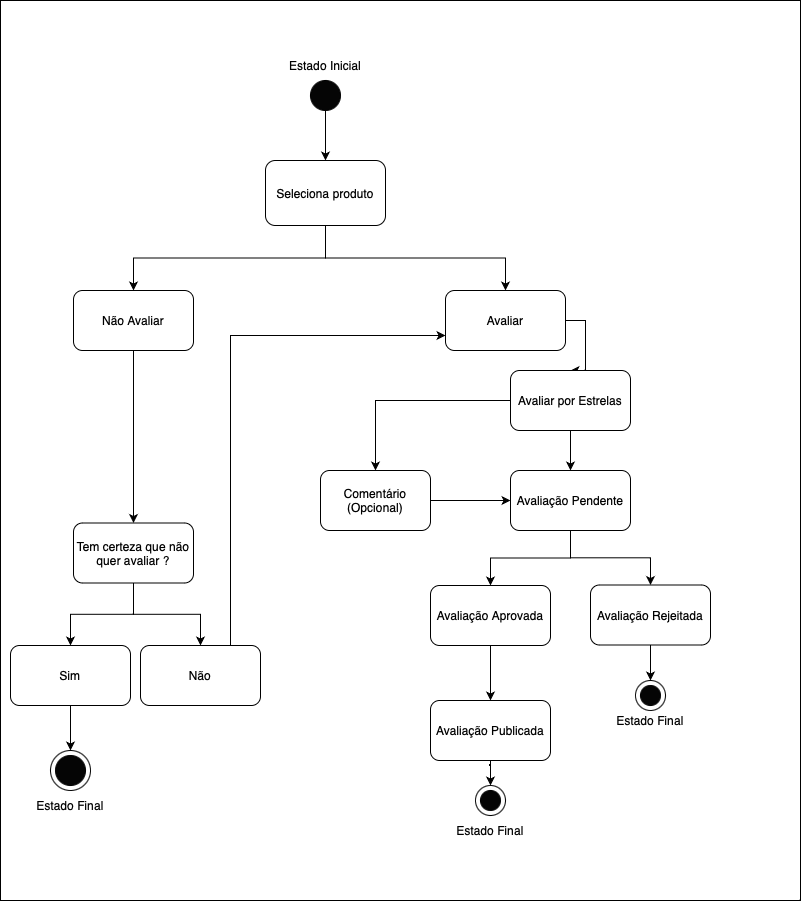 Estado Inicial
Seleciona produto
Não Avaliar
Avaliar
Avaliar por Estrelas
Comentário
(Opcional)
Avaliação Pendente
Tem certeza que não
quer avaliar ?
Avaliação Aprovada
Avaliação Rejeitada
Sim
Não
Estado Final
Avaliação Publicada
Estado Final
Estado Final